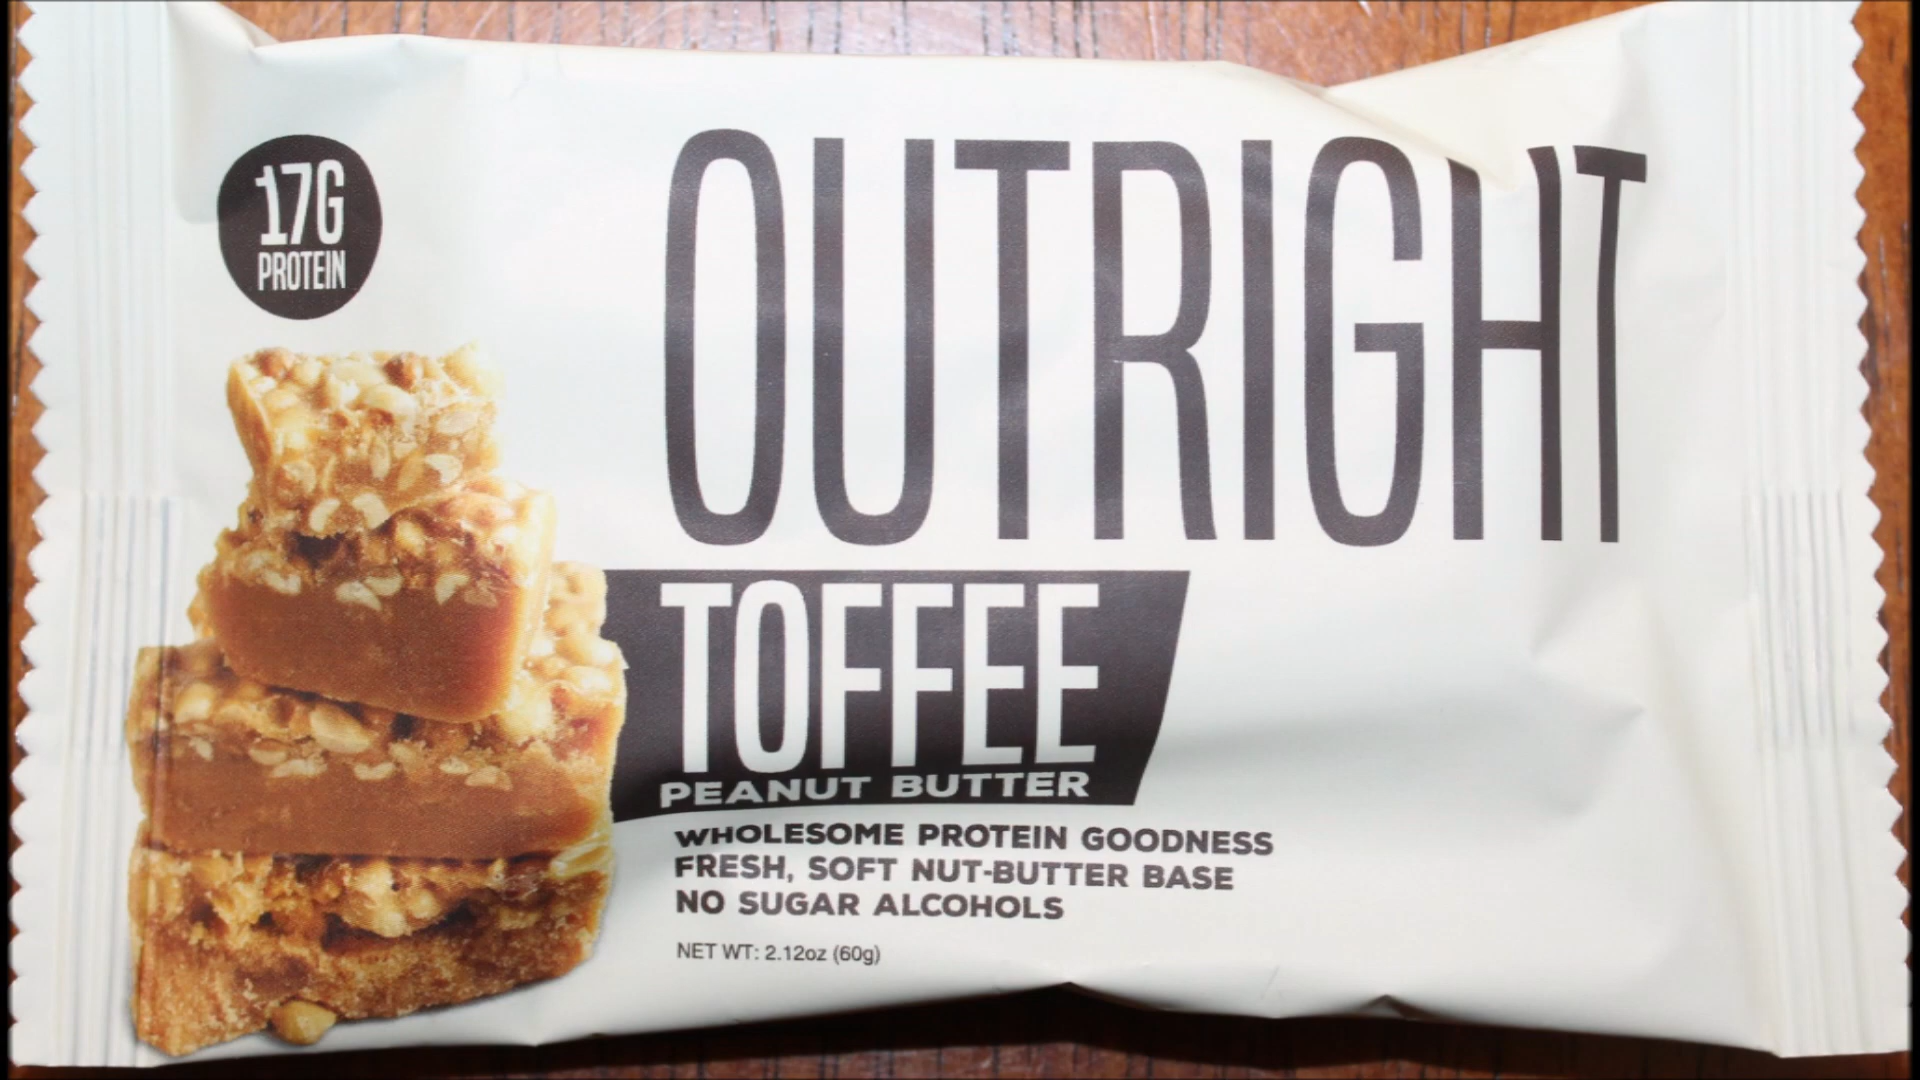 17G
PROTEIN
OUTRIGHT
TOFFEE
PEANUT BUTTER
WHOLESOME PROTEIN GOODNESS
FRESH, SOFT NUT-BUTTER BASE
NO SUGAR ALCOHOLS
NET WT: 2.12oz (60g)